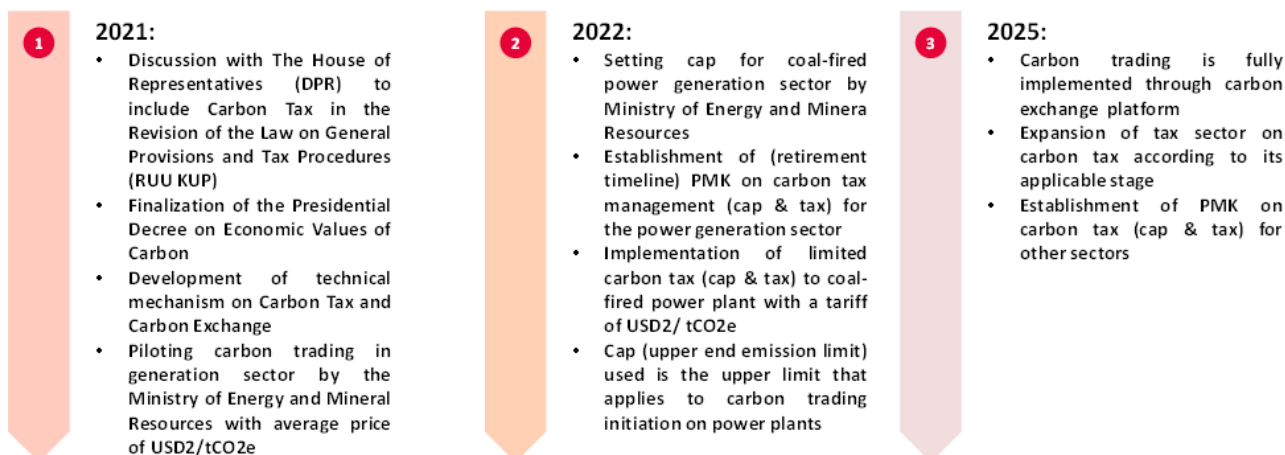 1
2021:
• Discussion with The House of
Representatives (DPR) to
include Carbon Tax in the
Revision of the Law on General
Provisions and Tax Procedures
(RUU KUP)
• Finalization of the Presidential
Decree on Economic Values of
Carbon
• Development of technical
mechanism on Carbon Tax and
Carbon Exchange
• Piloting carbon trading in
generation sector by the
Ministry of Energy and Mineral
Resources with average price
of USD2/tCO2e
2
2022:
• Setting cap for coal-fired
power generation sector by
Ministry of Energy and Minera
Resources
• Establishment of (retirement
timeline) PMK on carbon tax
management (cap & tax) for
the power generation sector
• Implementation of limited
carbon tax (cap & tax) to coal-
fired power plant with a tariff
of USD2/ tCO2e
• Cap (upper end emission limit)
used is the upper limit that
applies to carbon trading
initiation on power plants
3
2025:
• Carbon trading is fully
implemented through carbon
exchange platform
• Expansion of tax sector on
carbon tax according to its
applicable stage
• Establishment of PMK on
carbon tax (cap & tax) for
other sectors